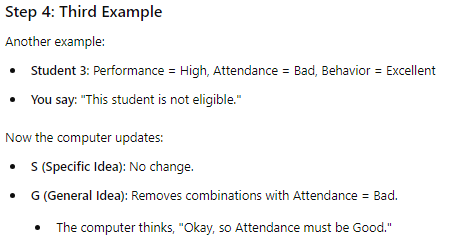 Step 4: Third Example
Another example:
• Student 3: Performance = High, Attendance = Bad, Behavior = Excellent
• You say: "This student is not eligible."
Now the computer updates:
• S (Specific Idea): No change.
• G (General Idea): Removes combinations with Attendance = Bad.
• The computer thinks, "Okay, so Attendance must be Good."